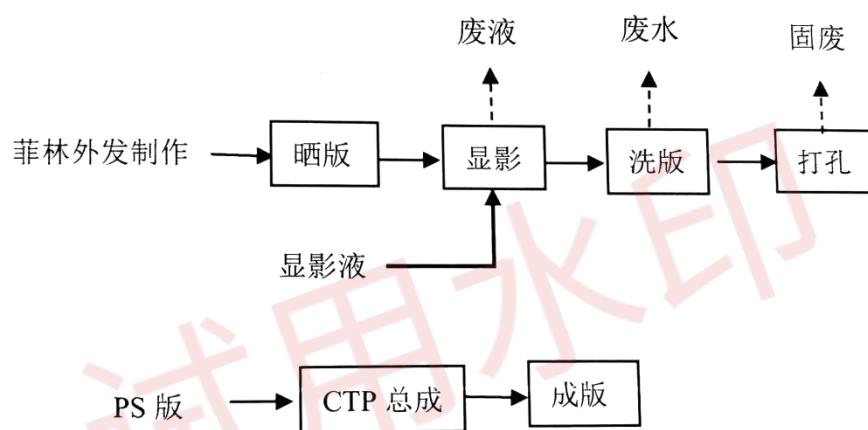 废液 废水 固废
菲林外发制作 晒版 显影 洗版 打孔
显影液
PS 版 CTP 总成 成版
试用水印